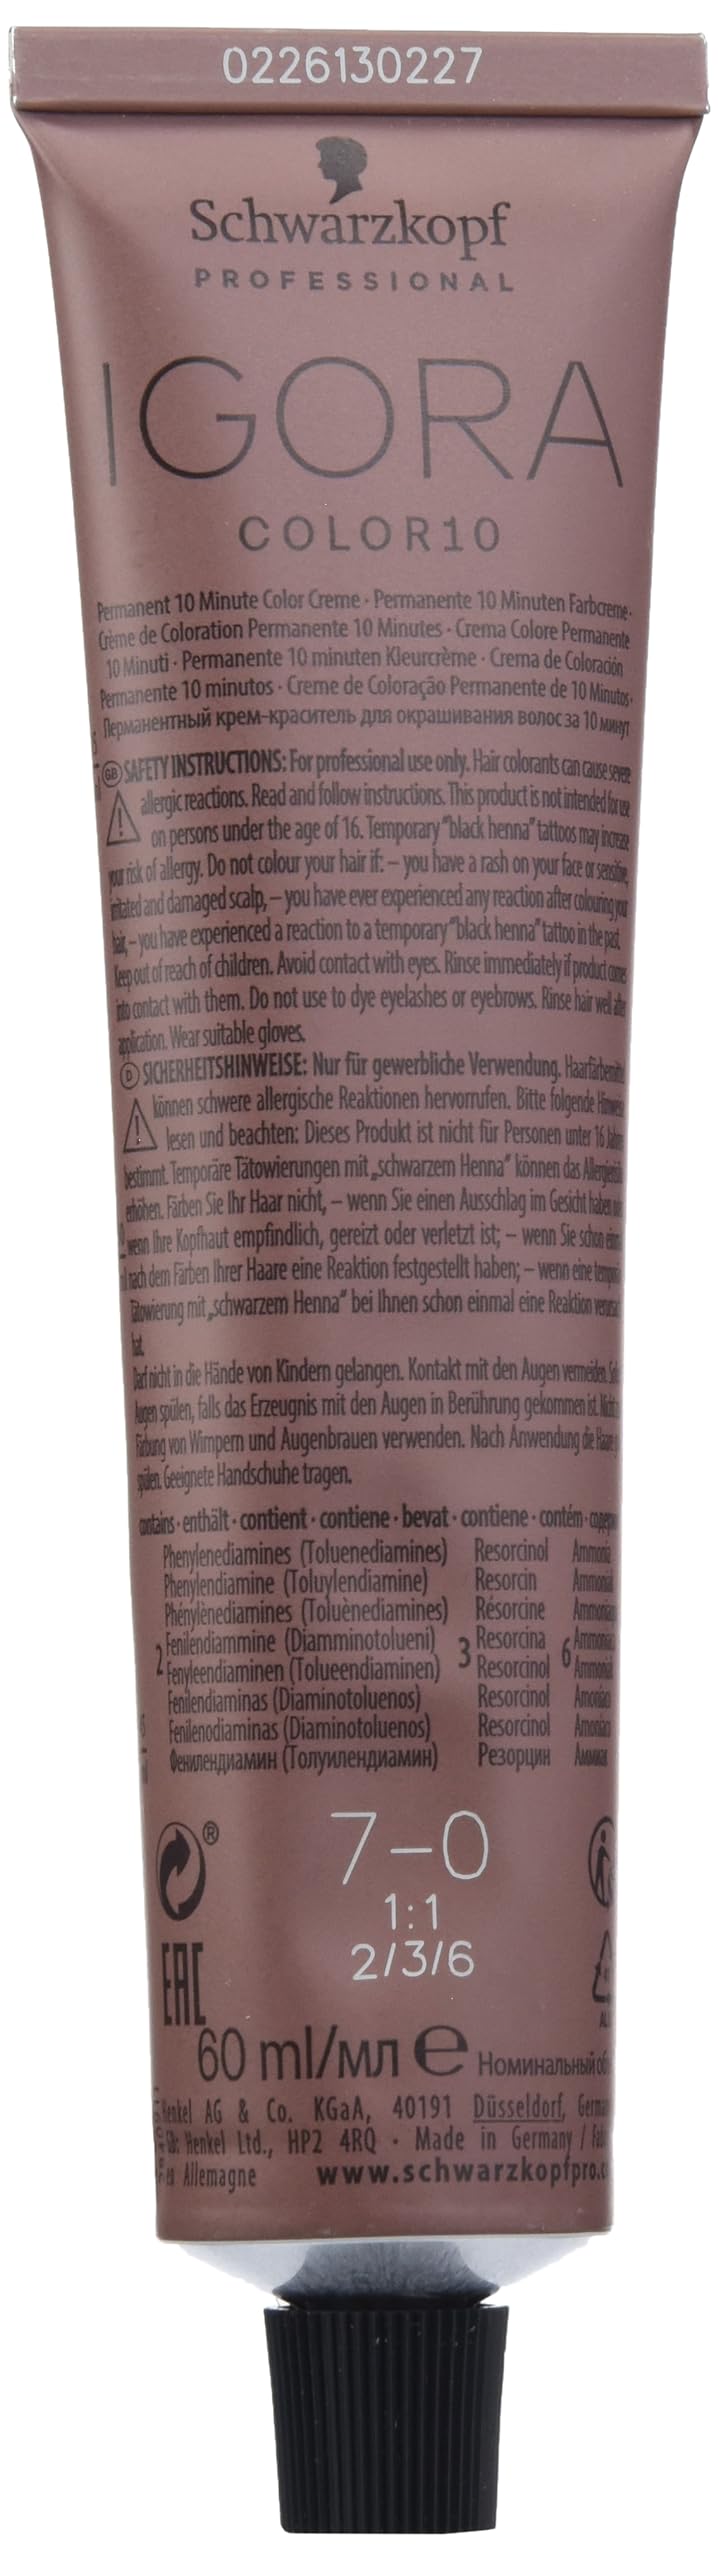 0226130227
Schwarzkopf
PROFESSIONAL
IGORA
COLOR10
Permanent 10 Minute Color Creme · Permanente 10 Minuten Farbcreme ·
Crème de Coloration Permanente 10 Minutes · Crema Colore Permanente
10 Minuti · Permanente 10 minuten Kleurcrème · Crema de Coloración
Permanente 10 minutos · Creme de Coloração Permanente de 10 Minutos ·
Перманентный крем-краситель для окрашивания волос за 10 минут
GB SAFETY INSTRUCTIONS: For professional use only. Hair colorants can cause severe
allergic reactions. Read and follow instructions. This product is not intended for use
on persons under the age of 16. Temporary "black henna" tattoos may increase
your risk of allergy. Do not colour your hair if: – you have a rash on your face or sensitive,
irritated and damaged scalp, – you have ever experienced any reaction after colouring your
hair, – you have experienced a reaction to a temporary "black henna" tattoo in the past.
Keep out of reach of children. Avoid contact with eyes. Rinse immediately if product comes
into contact with them. Do not use to dye eyelashes or eyebrows. Rinse hair well after
application. Wear suitable gloves.
D SICHERHEITSHINWEISE: Nur für gewerbliche Verwendung. Haarfärbemittel
können schwere allergische Reaktionen hervorrufen. Bitte folgende Hinweise
lesen und beachten: Dieses Produkt ist nicht für Personen unter 16 Jahren
bestimmt. Temporäre Tätowierungen mit „schwarzem Henna" können das
erhöhen. Färben Sie Ihr Haar nicht, – wenn Sie einen Ausschlag im Gesicht haben
wenn Ihre Kopfhaut empfindlich, gereizt oder verletzt ist; – wenn Sie schon
nach dem Färben Ihrer Haare eine Reaktion festgestellt haben; – wenn eine
Tätowierung mit „schwarzem Henna" bei Ihnen schon einmal eine Reaktion
hat.
Darf nicht in die Hände von Kindern gelangen. Kontakt mit den Augen vermeiden.
Augen spülen, falls das Erzeugnis mit den Augen in Berührung gekommen ist. Nicht
Färbung von Wimpern und Augenbrauen verwenden. Nach Anwendung die Haare
spülen. Geeignete Handschuhe tragen.
contains · enthält · contient · contiene · bevat · contiene · contém ·
Phenylenediamines (Toluenediamines) Resorcinol Ammonia
Phenylendiamine (Toluylendiamine) Resorcin
Phénylènediamines (Toluènediamines) Résorcine
2 Fenilendiammine (Diamminotolueni) 3 Resorcina 6
Fenyleendiaminen (Tolueendiaminen) Resorcinol
Fenilendiaminas (Diaminotoluenos) Resorcinol
Fenilenodiaminas (Diaminotoluenos) Resorcinol
Фенилендиамин (Толуилендиамин) Резорцин Аммиак
®
7-0
1:1
2/3/6
EAC
60 ml/мл e Номинальный
Henkel AG & Co. KGaA, 40191 Düsseldorf,
GB: Henkel Ltd., HP2 4RQ · Made in Germany /
Allemagne www.schwarzkopfpro.